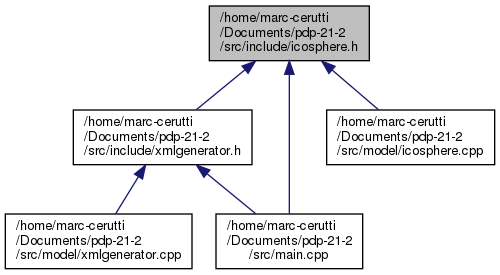 /home/marc-cerutti
/Documents/pdp-21-2
/src/include/icosphere.h
/home/marc-cerutti
/Documents/pdp-21-2
/src/include/xmlgenerator.h
/home/marc-cerutti
/Documents/pdp-21-2
/src/model/icosphere.cpp
/home/marc-cerutti
/Documents/pdp-21-2
/src/model/xmlgenerator.cpp
/home/marc-cerutti
/Documents/pdp-21-2
/src/main.cpp